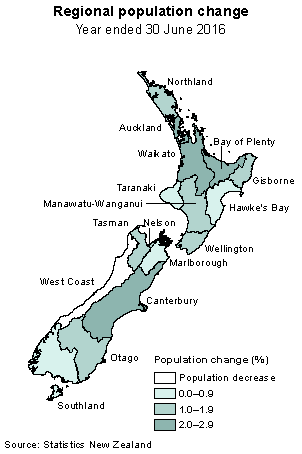 Regional population change
Year ended 30 June 2016
Northland
Auckland
Waikato
Bay of Plenty
Gisborne
Taranaki
Manawatu-Wanganui
Hawke's Bay
Tasman
Nelson
Wellington
Marlborough
West Coast
Canterbury
Otago
Southland
Population change (%)
Population decrease
0.0–0.9
1.0–1.9
2.0–2.9
Source: Statistics New Zealand